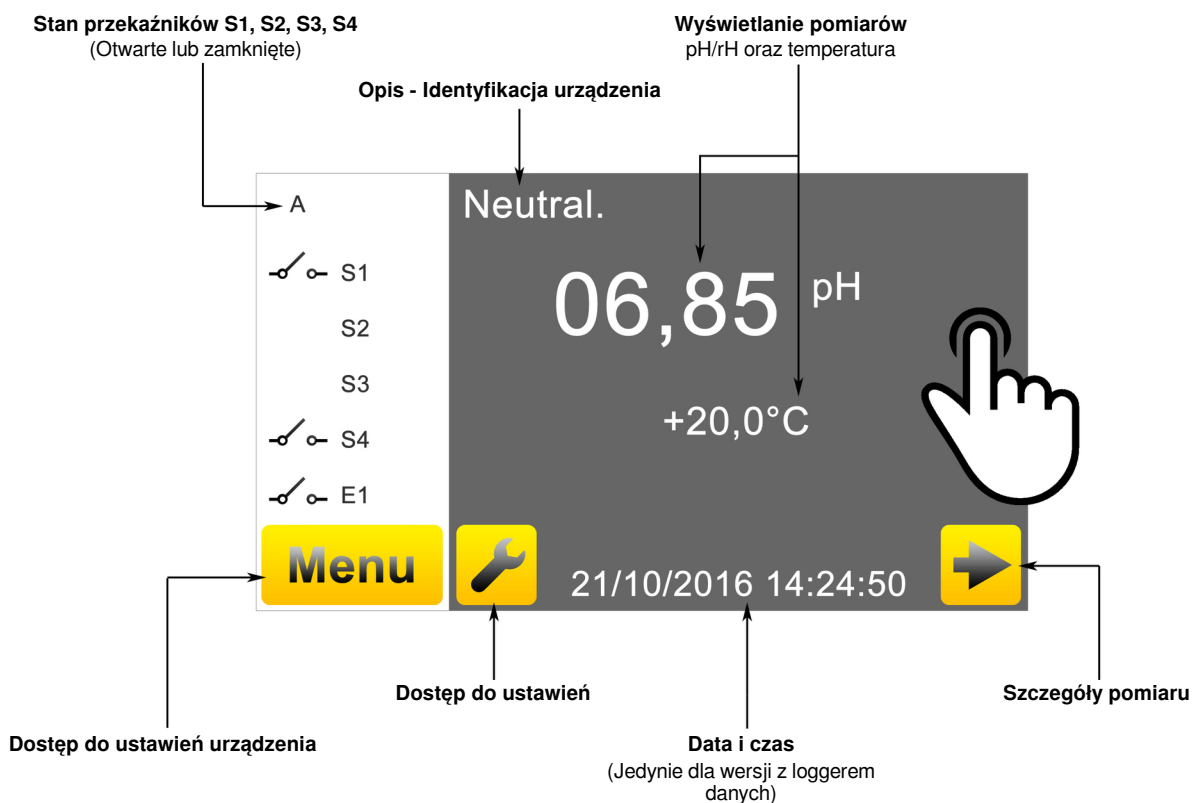 Stan przekaźników S1, S2, S3, S4
(Otwarte lub zamknięte)
Wyświetlanie pomiarów
pH/rH oraz temperatura
Opis - Identyfikacja urządzenia
A
Neutral.
S1
06,85 pH
S2
S3
+20,0°C
S4
E1
Menu
21/10/2016 14:24:50
Dostęp do ustawień
Szczegóły pomiaru
Dostęp do ustawień urządzenia
Data i czas
(Jedynie dla wersji z loggerem
danych)